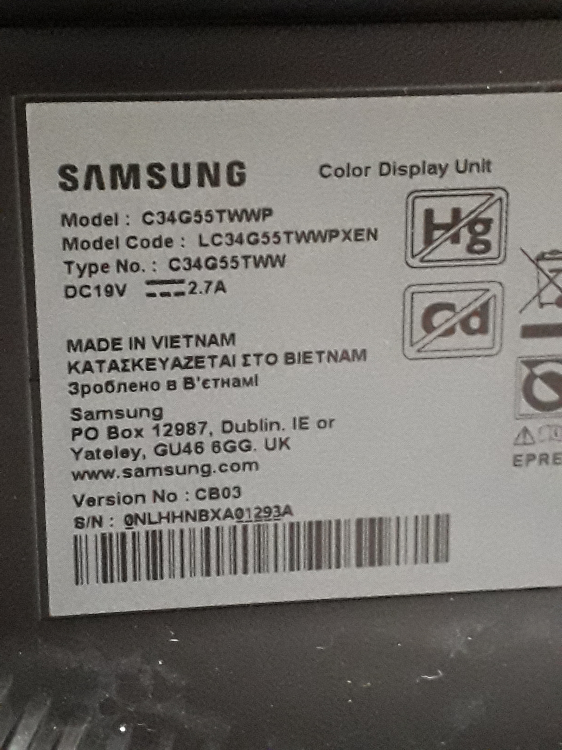 SAMSUNG
Color Display Unit
Model : C34G55TWWP
Model Code : LC34G55TWWPXEN
Type No. : C34G55TWW
DC19V ⎓ 2.7A
Hg
Cd
MADE IN VIETNAM
ΚΑΤΑΣΚΕΥΑΖΕΤΑΙ ΣΤΟ ΒΙΕΤΝΑΜ
Зроблено в В'єтнамі
Samsung
PO Box 12987, Dublin. IE or
Yateley, GU46 6GG. UK
www.samsung.com
EPRE
Version No : CB03
S/N : 0NLHHNBXA01293A